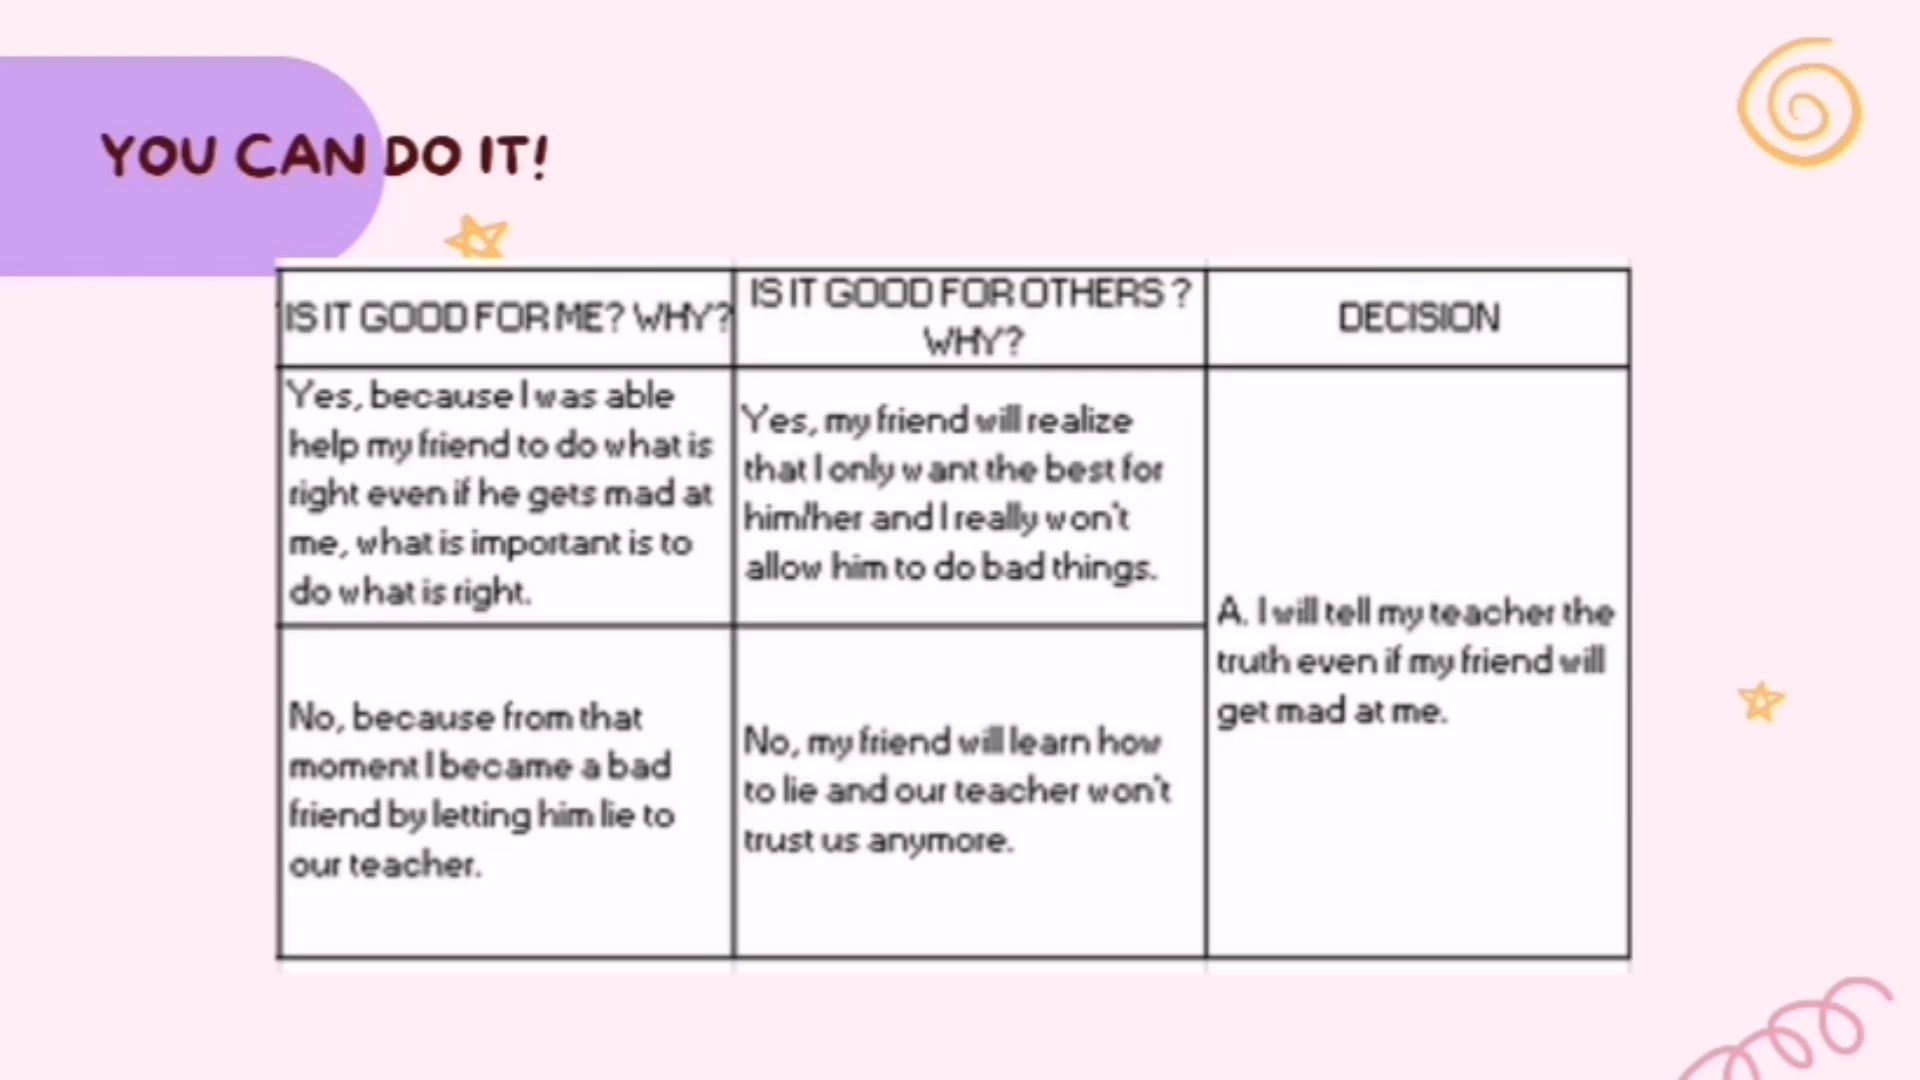 YOU CAN DO IT!
IS IT GOOD FOR ME? WHY?
IS IT GOOD FOR OTHERS ?
WHY?
DECISION
Yes, because I was able
help my friend to do what is
right even if he gets mad at
me, what is important is to
do what is right.
Yes, my friend will realize
that I only want the best for
him/her and I really won't
allow him to do bad things.
A. I will tell my teacher the
truth even if my friend will
get mad at me.
No, because from that
moment I became a bad
friend by letting him lie to
our teacher.
No, my friend will learn how
to lie and our teacher won't
trust us anymore.